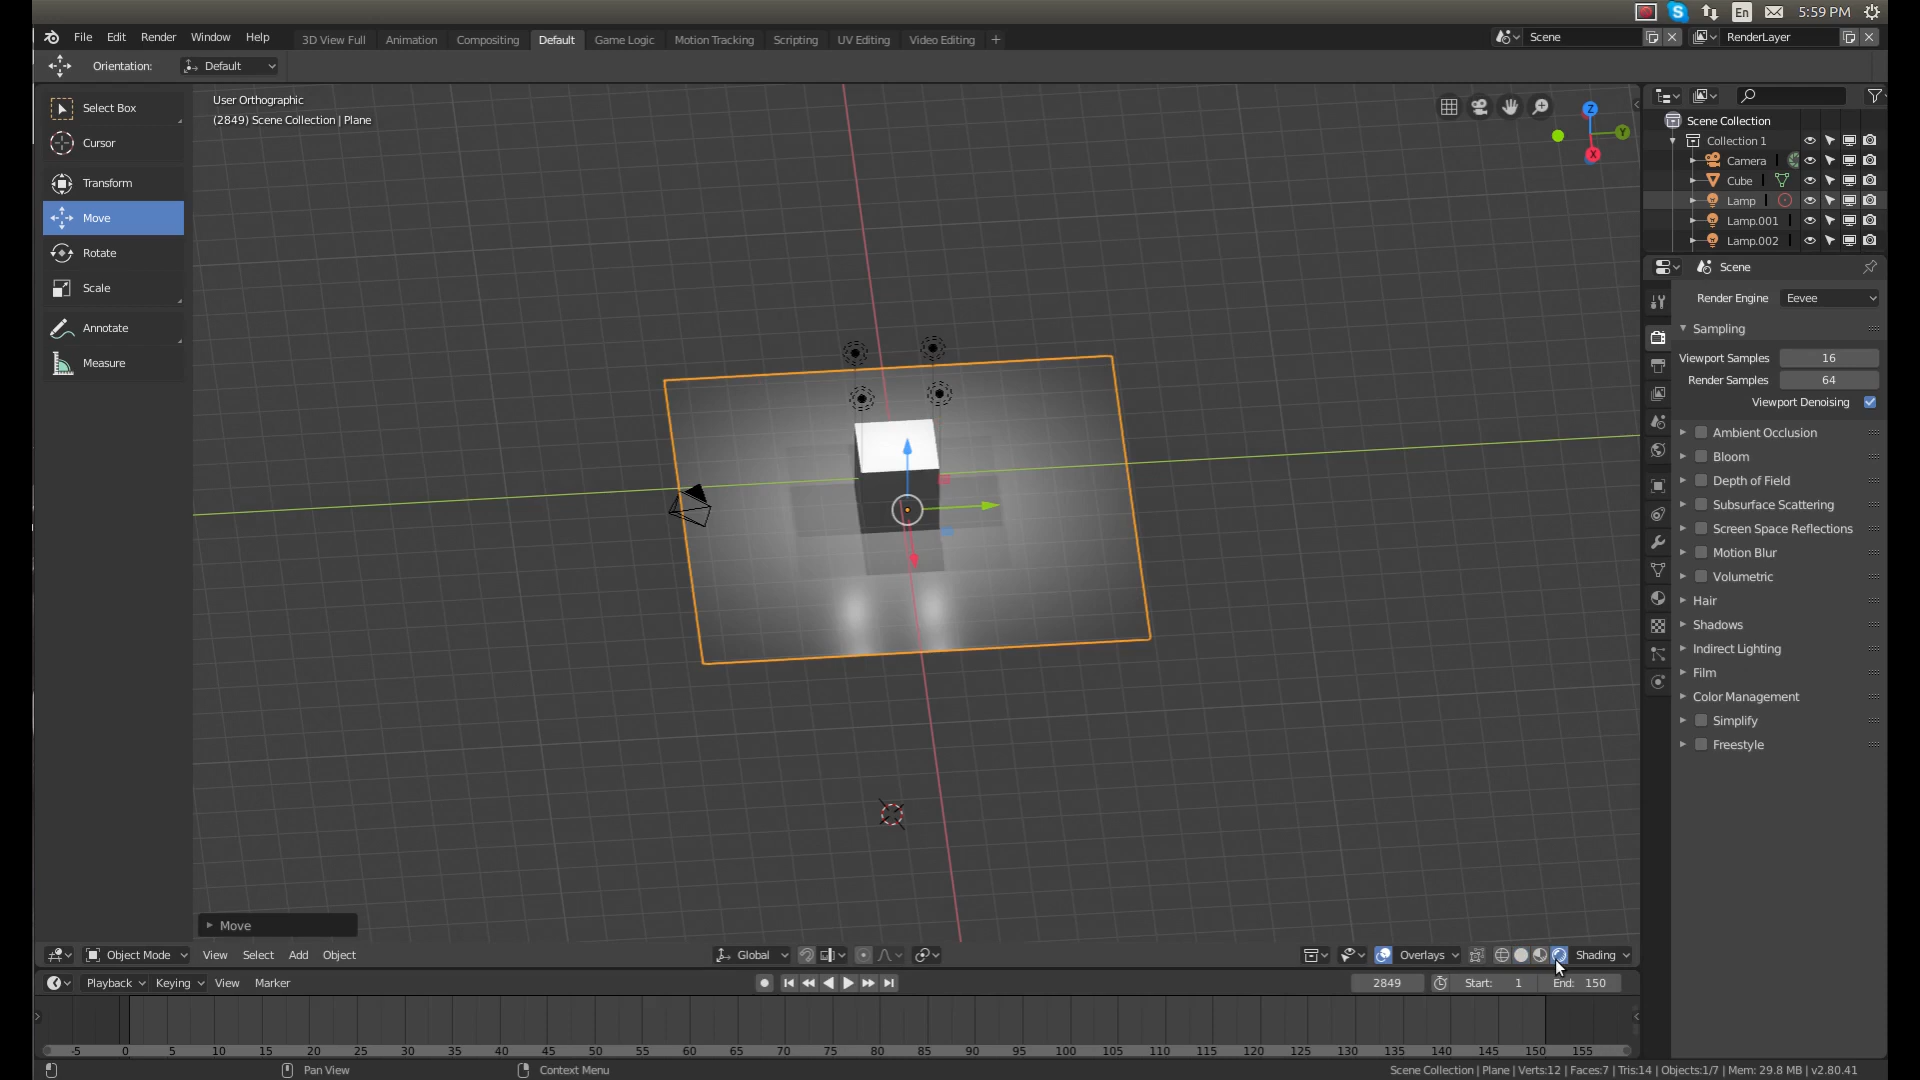 En 5:59 PM
File Edit Render Window Help 3D View Full Animation Compositing Default Game Logic Motion Tracking Scripting UV Editing Video Editing + Scene RenderLayer
Orientation: Default
Select Box
Cursor
Transform
Move
Rotate
Scale
Annotate
Measure
User Orthographic
(2849) Scene Collection | Plane
Z
Y
X
Move
Object Mode View Select Add Object Global Overlays Shading
Scene Collection
Collection 1
Camera
Cube
Lamp
Lamp.001
Lamp.002
Scene
Render Engine Eevee
Sampling
Viewport Samples 16
Render Samples 64
Viewport Denoising
Ambient Occlusion
Bloom
Depth of Field
Subsurface Scattering
Screen Space Reflections
Motion Blur
Volumetric
Hair
Shadows
Indirect Lighting
Film
Color Management
Simplify
Freestyle
Playback Keying View Marker 2849 Start: 1 End: 150
-5 0 5 10 15 20 25 30 35 40 45 50 55 60 65 70 75 80 85 90 95 100 105 110 115 120 125 130 135 140 145 150 155
Pan View Context Menu Scene Collection | Plane | Verts:12 | Faces:7 | Tris:14 | Objects:1/7 | Mem: 29.8 MB | v2.80.41